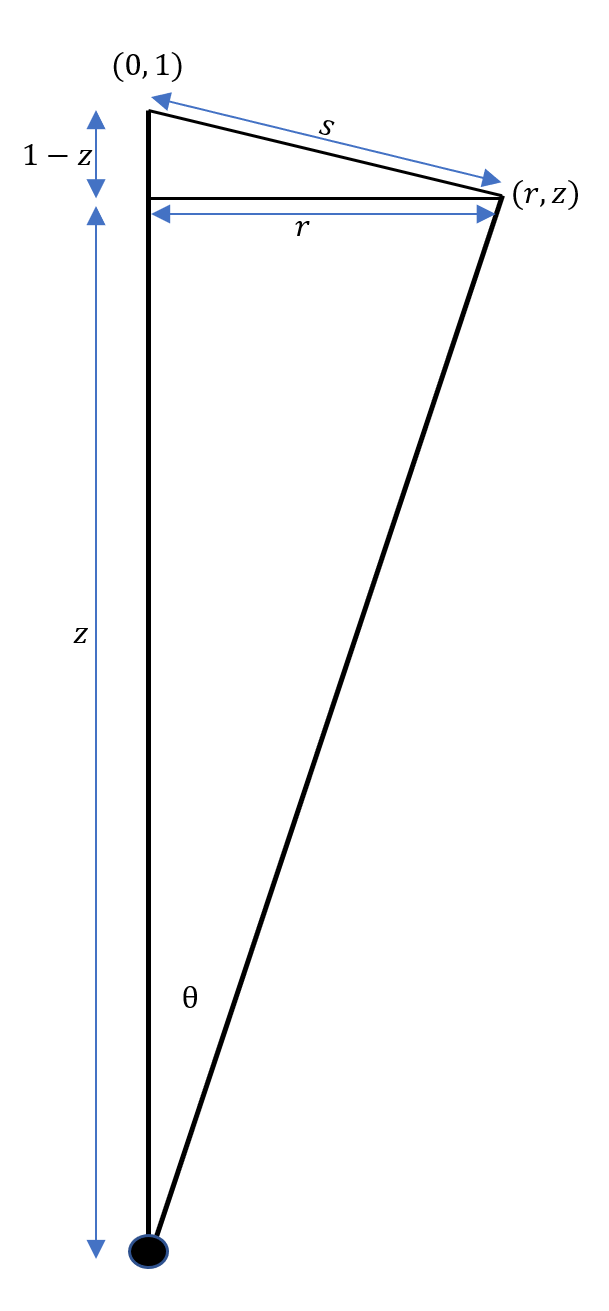 (0, 1)
s
1 − z
(r, z)
r
z
θ